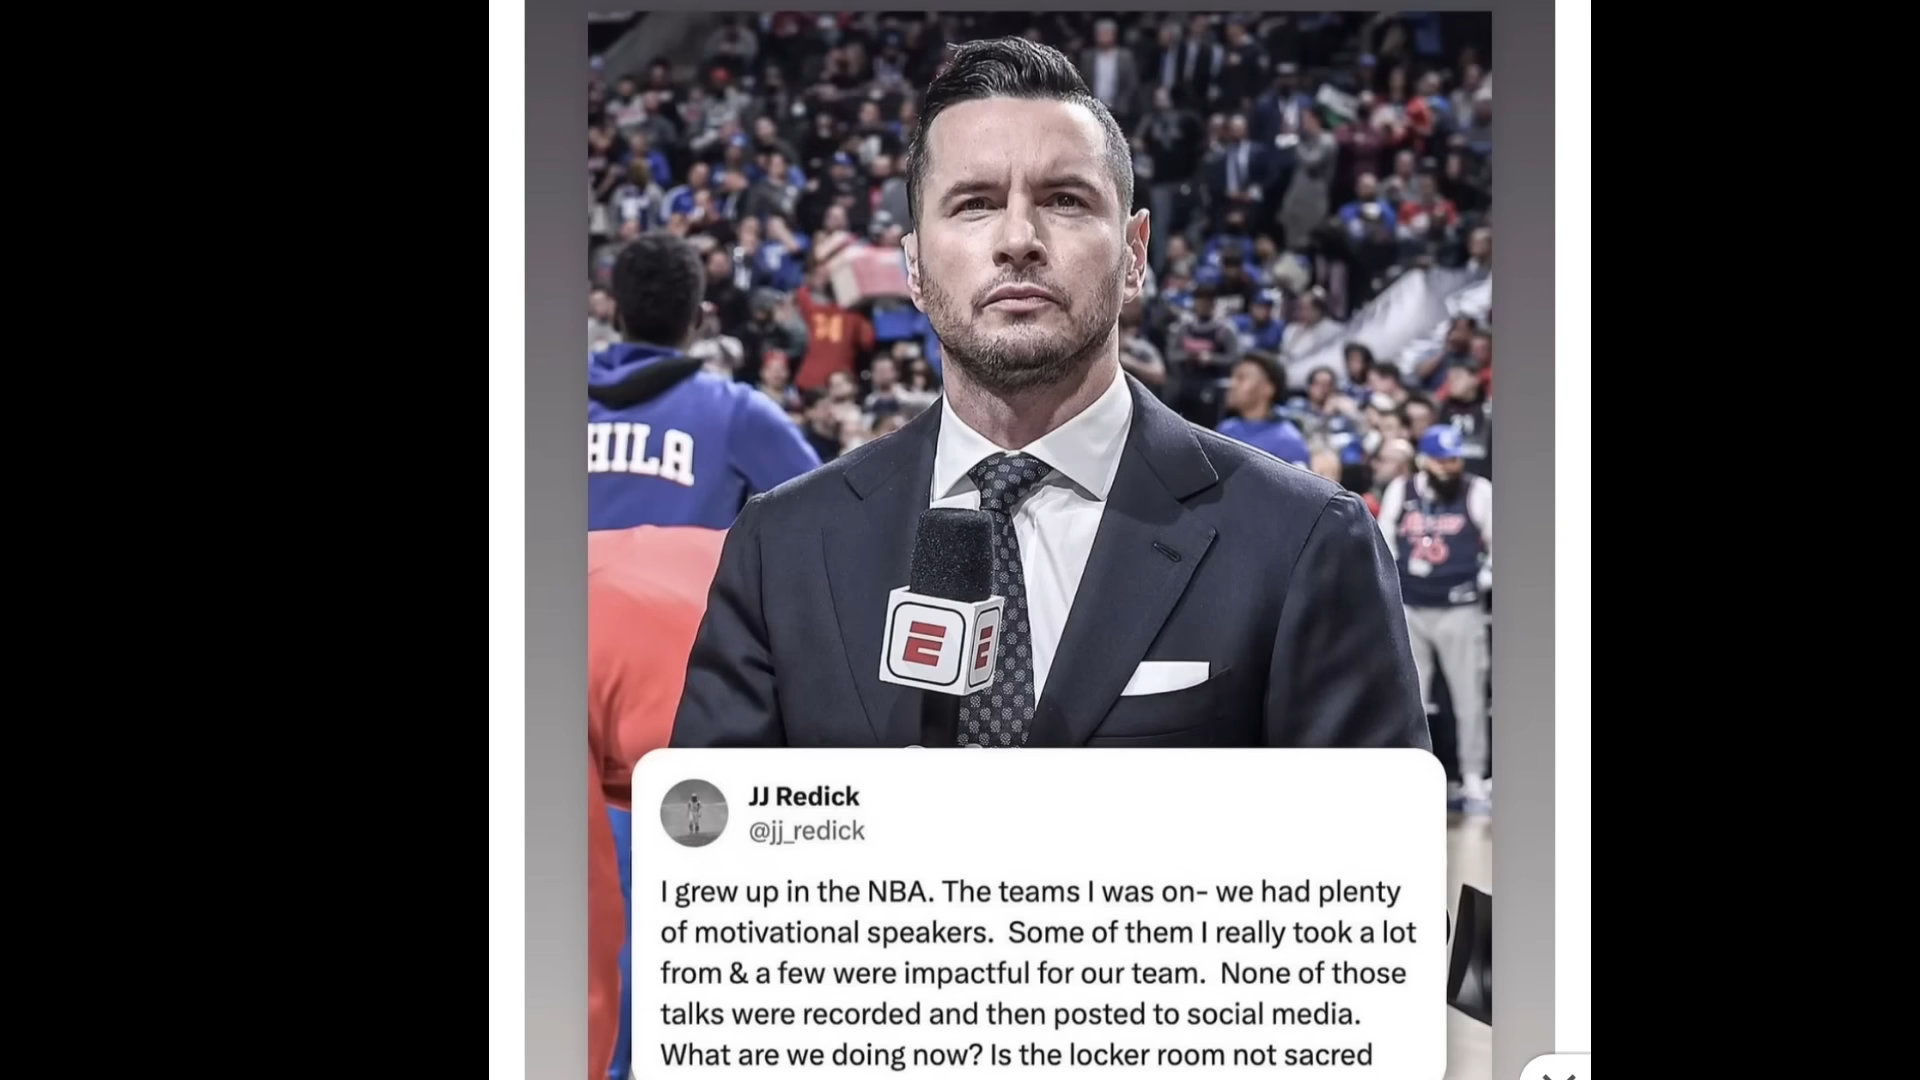 HILA
E E
JJ Redick
@jj_redick
I grew up in the NBA. The teams I was on- we had plenty
of motivational speakers.  Some of them I really took a lot
from & a few were impactful for our team.  None of those
talks were recorded and then posted to social media.
What are we doing now? Is the locker room not sacred